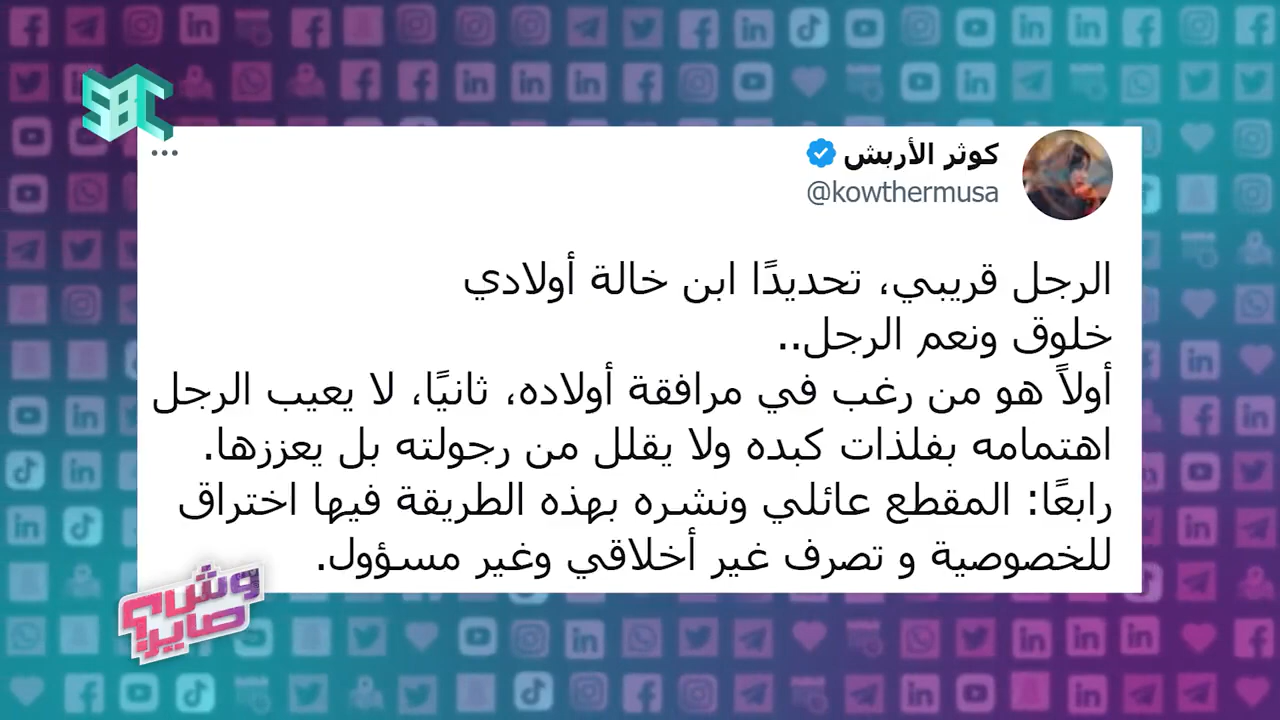 SBC
كوثر الأربش
@kowthermusa
الرجل قريبي، تحديدًا ابن خالة أولادي
خلوق ونعم الرجل..
أولاً هو من رغب في مرافقة أولاده، ثانيًا، لا يعيب الرجل
اهتمامه بفلذات كبده ولا يقلل من رجولته بل يعززها.
رابعًا: المقطع عائلي ونشره بهذه الطريقة فيها اختراق
للخصوصية و تصرف غير أخلاقي وغير مسؤول.
وش
صاير؟